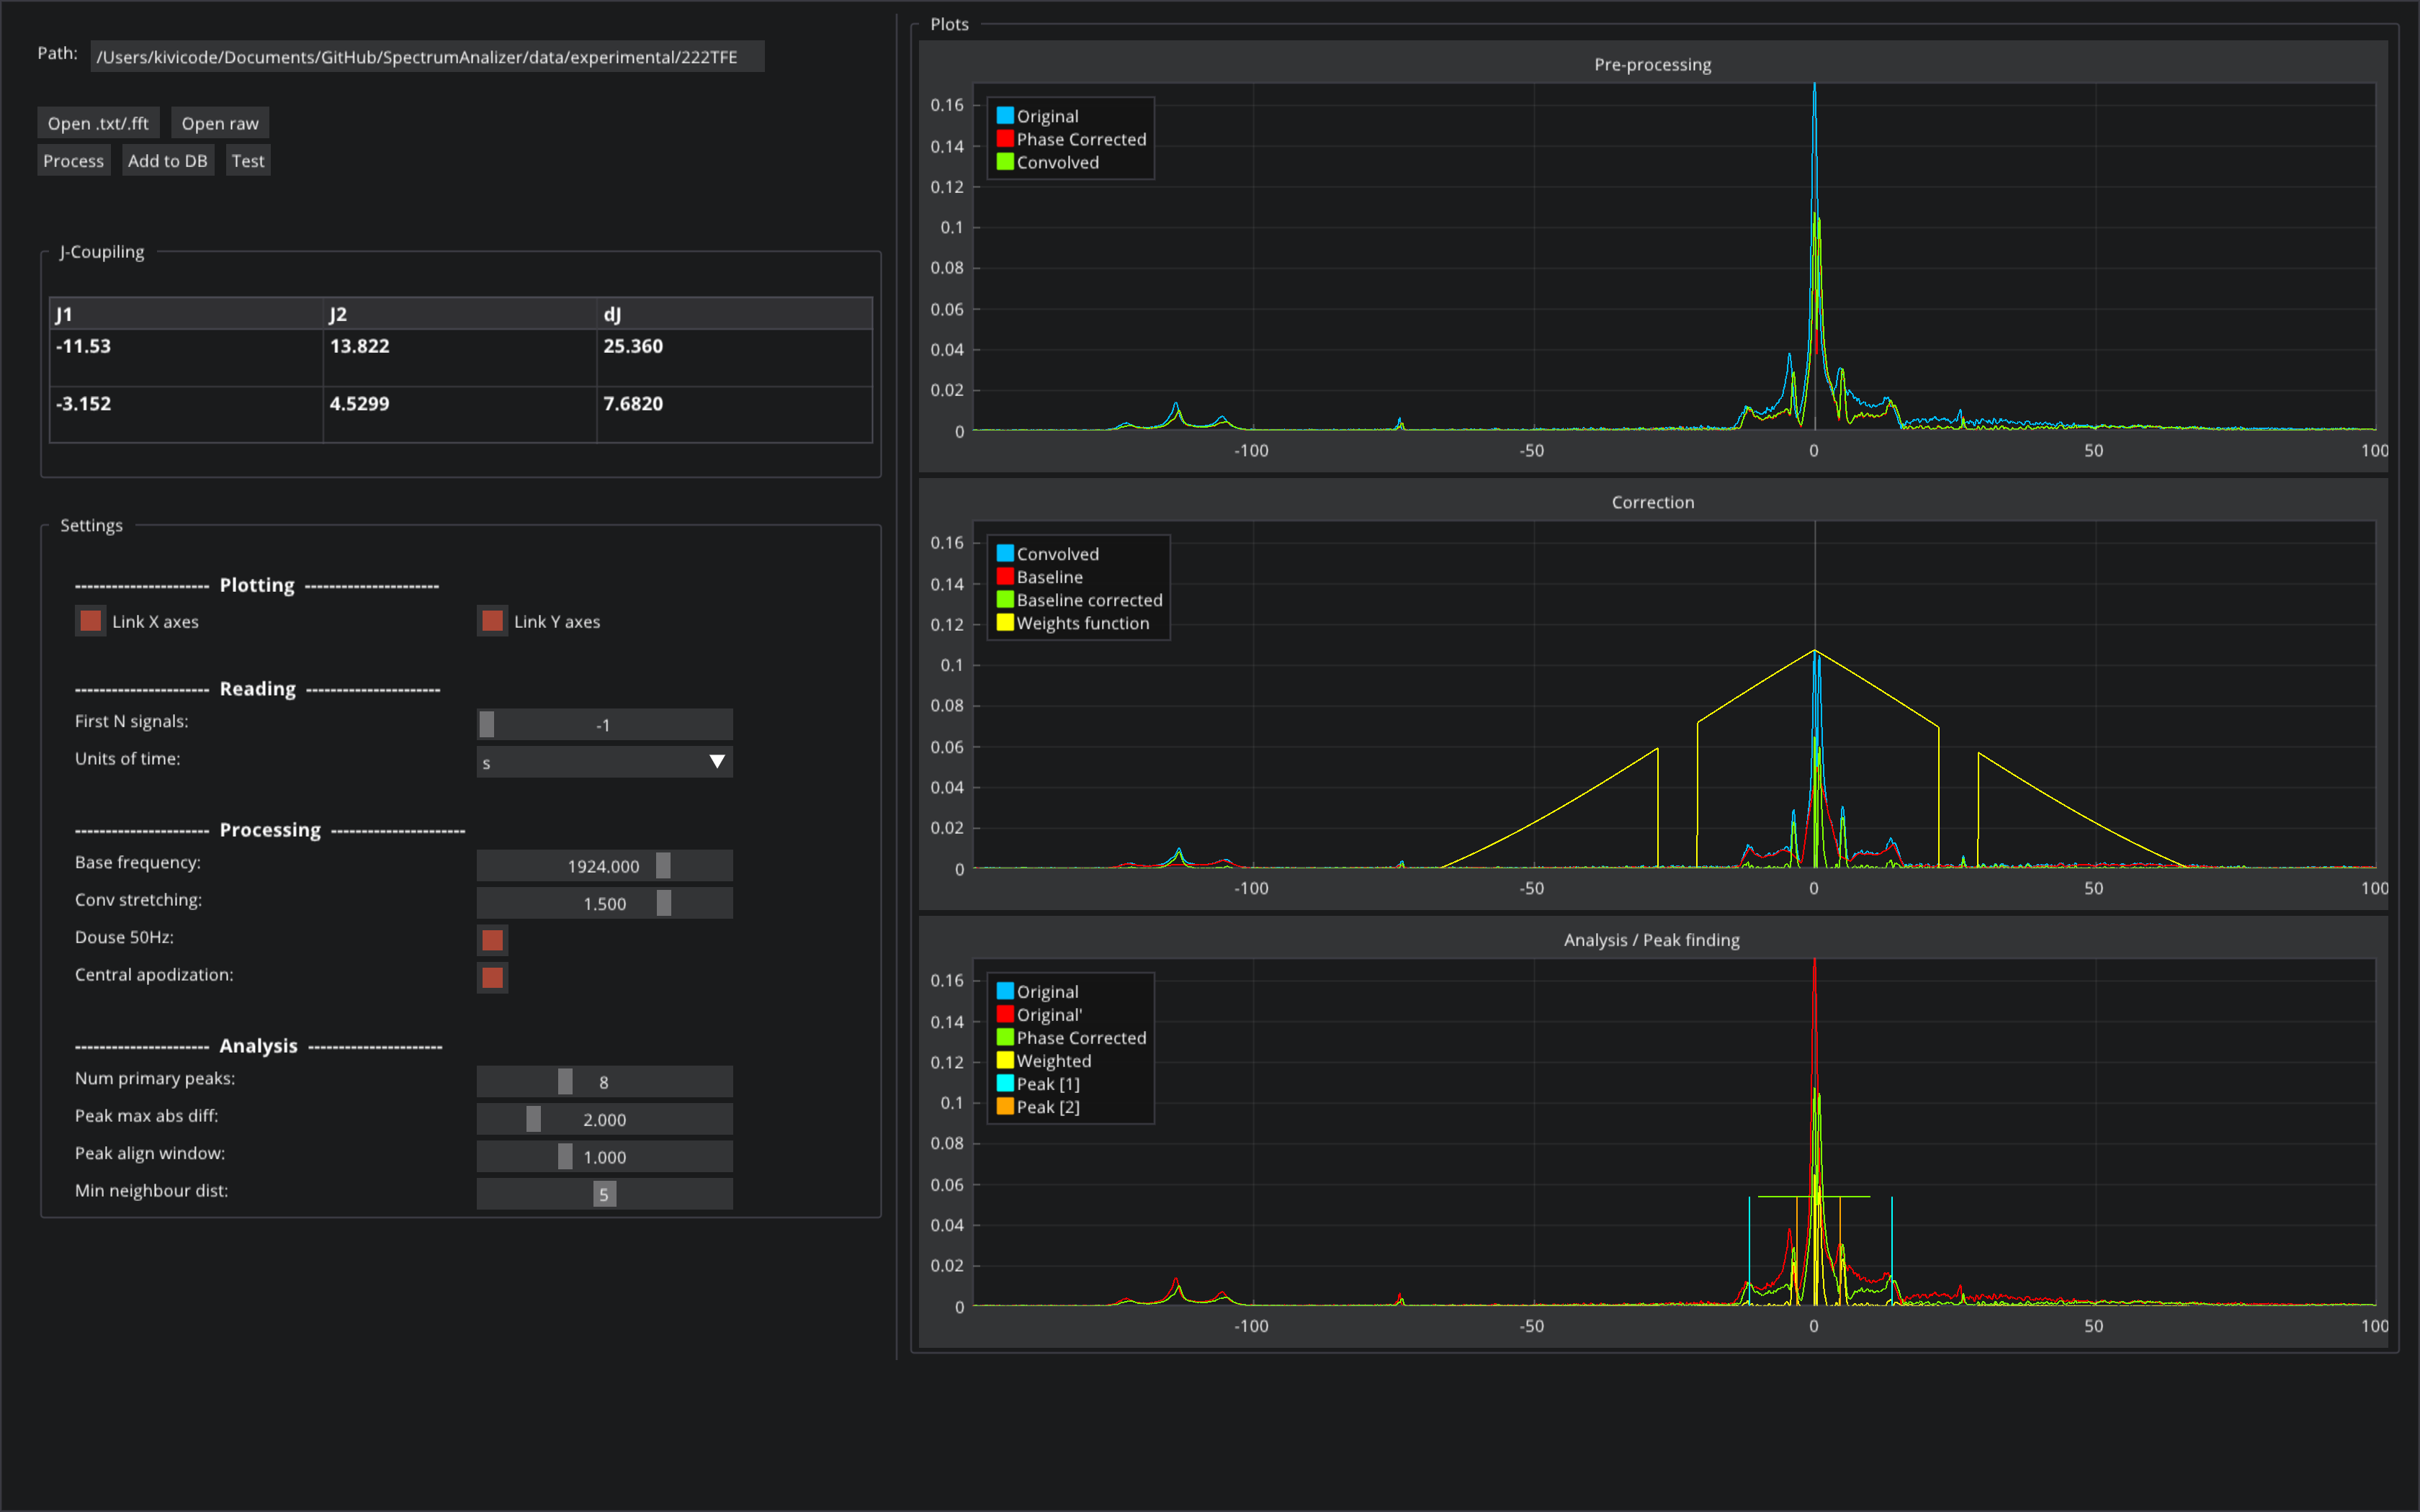 Path: /Users/kivicode/Documents/GitHub/SpectrumAnalizer/data/experimental/222TFE
Open .txt/.fft Open raw
Process Add to DB Test
J-Coupling
J1 J2 dJ
-11.53 13.822 25.360
-3.152 4.5299 7.6820
Settings
---------------------- Plotting ----------------------
Link X axes Link Y axes
---------------------- Reading ----------------------
First N signals: -1
Units of time: s
---------------------- Processing ----------------------
Base frequency: 1924.000
Conv stretching: 1.500
Douse 50Hz:
Central apodization:
---------------------- Analysis ----------------------
Num primary peaks: 8
Peak max abs diff: 2.000
Peak align window: 1.000
Min neighbour dist: 5
Plots
Pre-processing
Original
Phase Corrected
Convolved
0.16
0.14
0.12
0.1
0.08
0.06
0.04
0.02
0
-100 -50 0 50 100
Correction
Convolved
Baseline
Baseline corrected
Weights function
0.16
0.14
0.12
0.1
0.08
0.06
0.04
0.02
0
-100 -50 0 50 100
Analysis / Peak finding
Original
Original'
Phase Corrected
Weighted
Peak [1]
Peak [2]
0.16
0.14
0.12
0.1
0.08
0.06
0.04
0.02
0
-100 -50 0 50 100